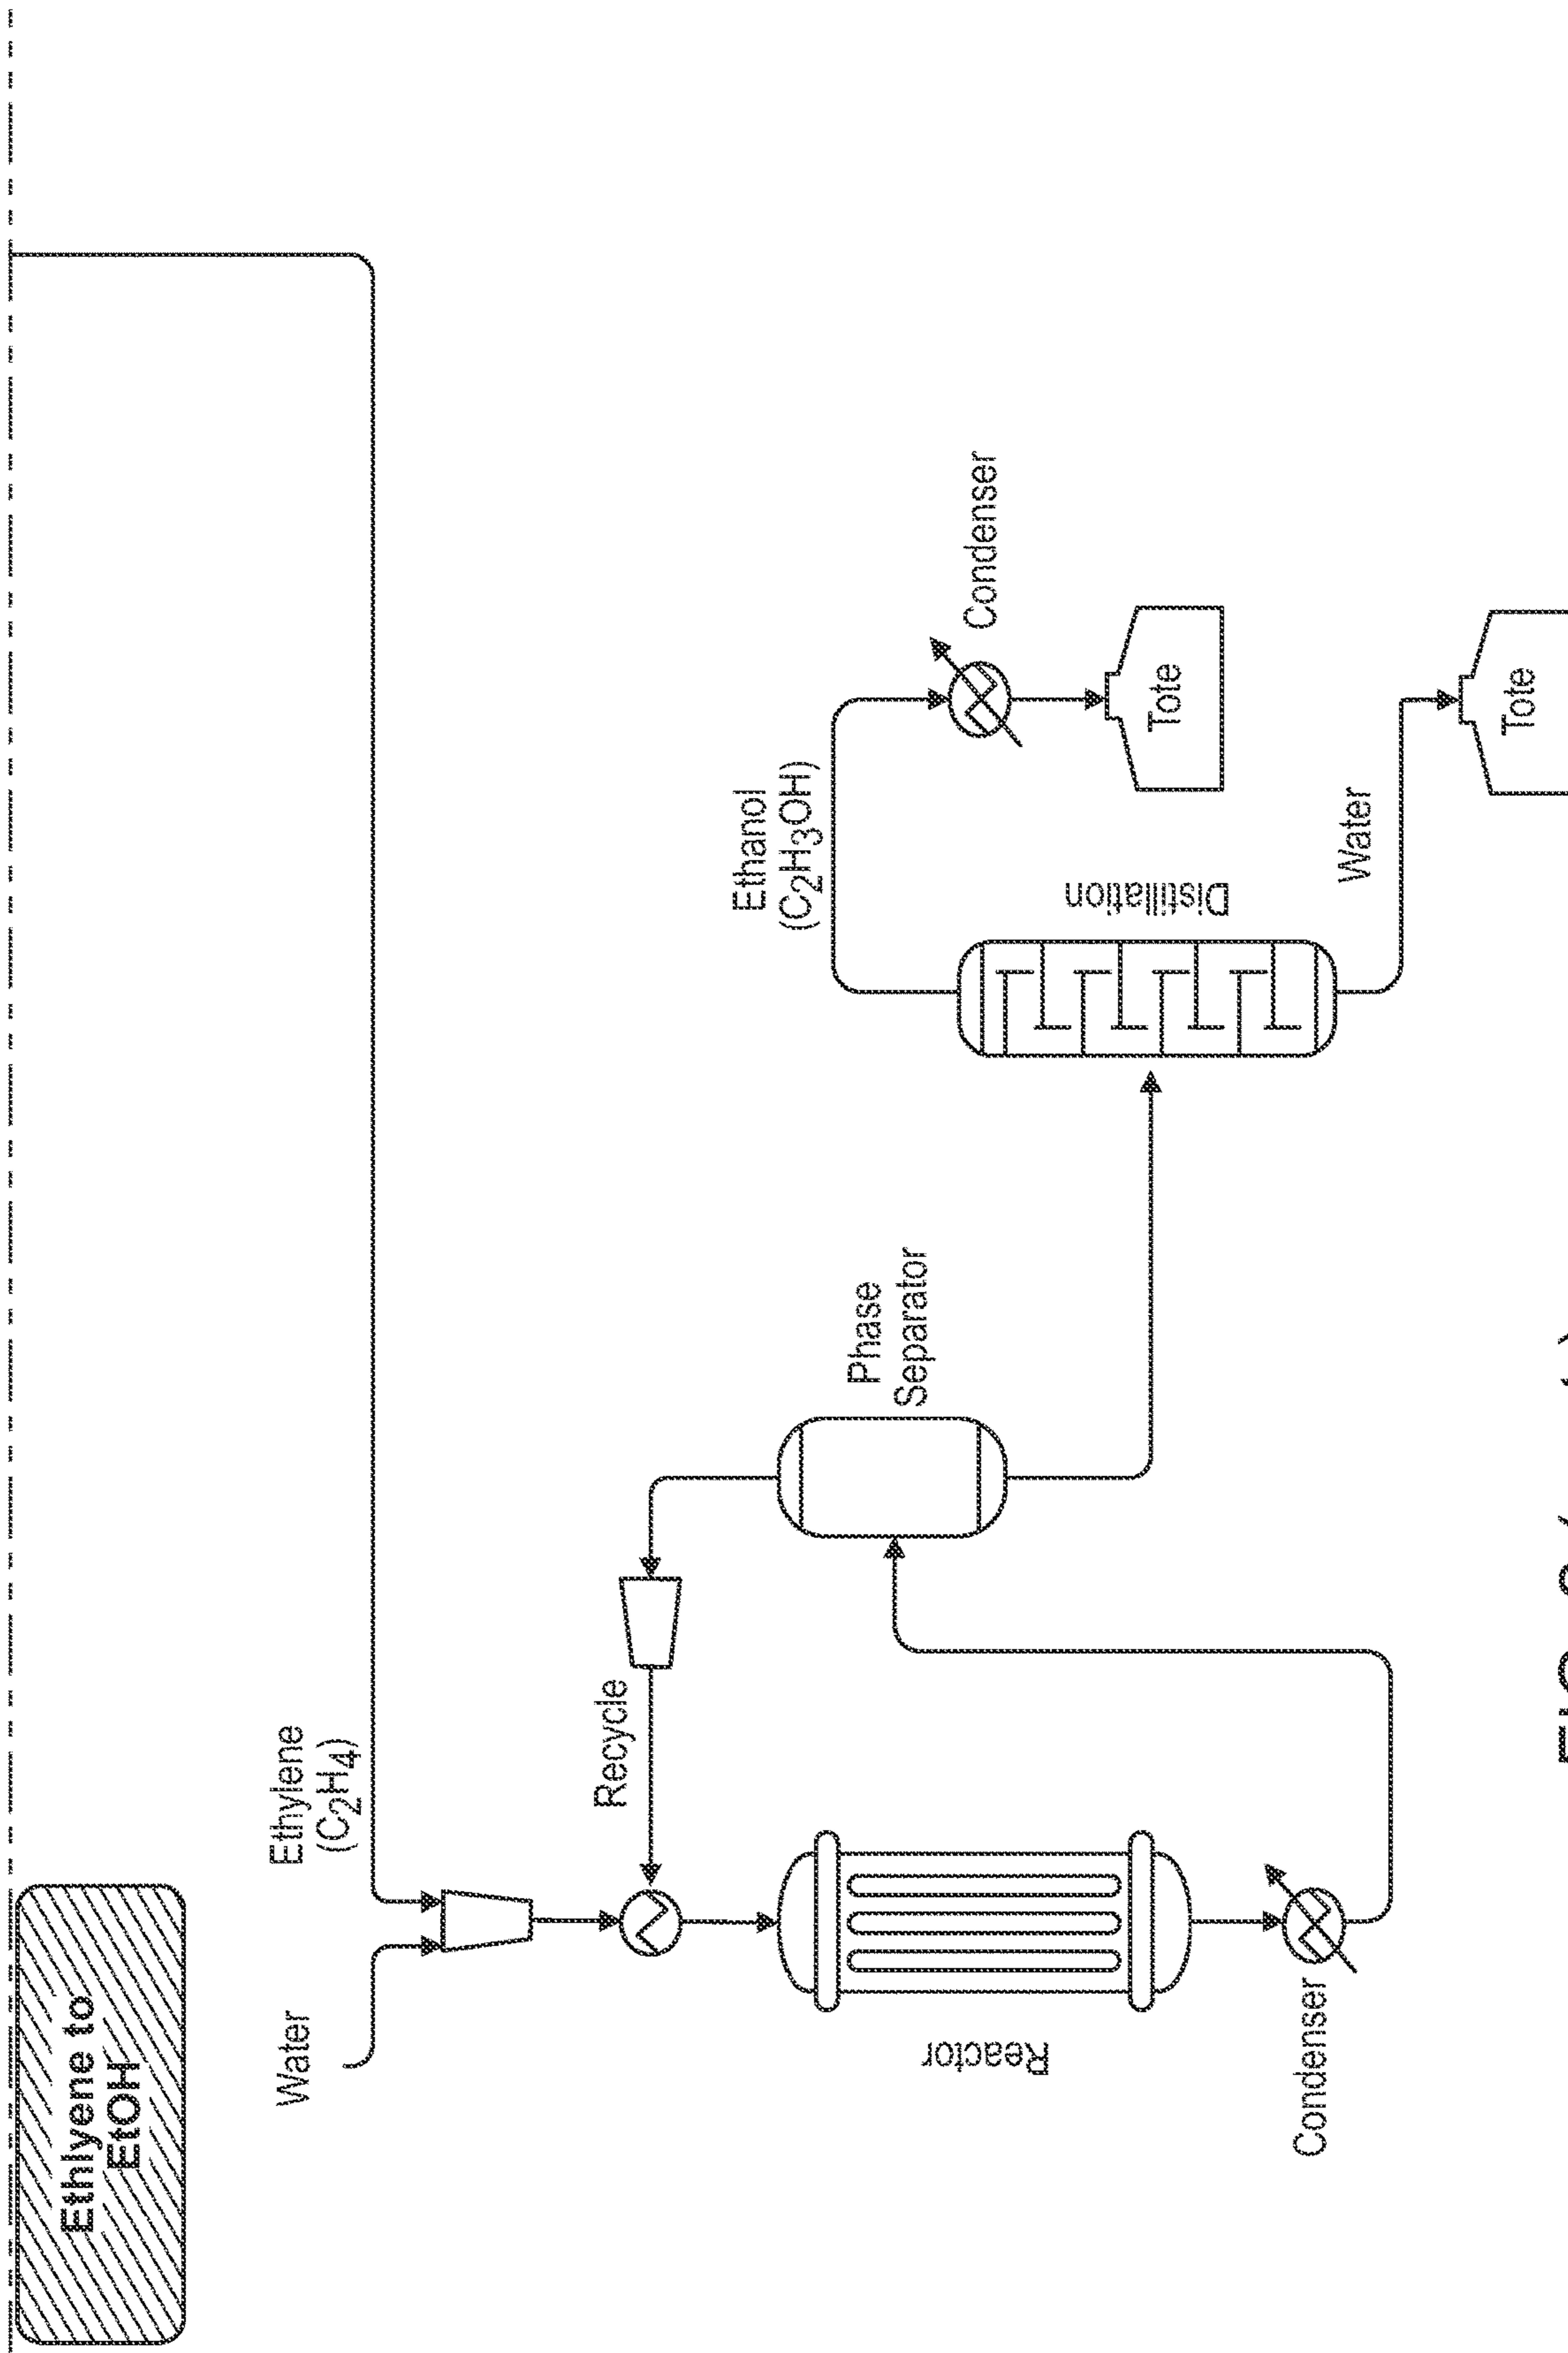 Ethlyene to
EtOH
Water
Ethylene
(C2H4)
Recycle
Reactor
Condenser
Phase
Separator
Ethanol
(C2H3OH)
Distillation
Condenser
Tote
Water
Tote